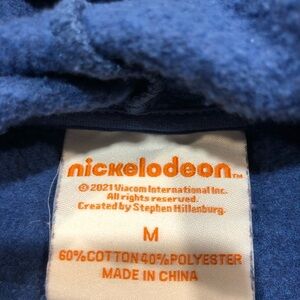 nickelodeon™
© 2021 Viacom International Inc.
All rights reserved.
Created by Stephen Hillenburg.
M
60%COTTON 40%POLYESTER
MADE IN CHINA